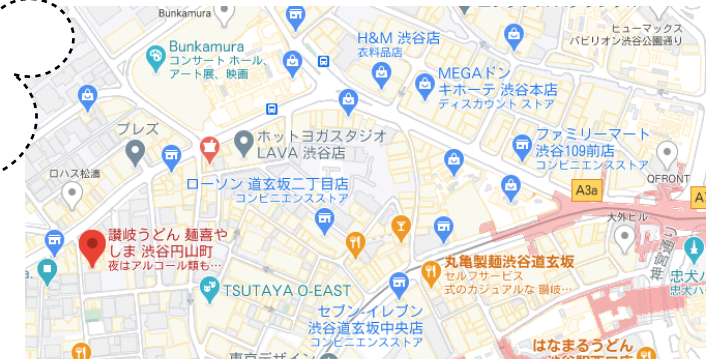 Bunkamura
Bunkamura
コンサート ホール、
アート展、映画
H&M 渋谷店
衣料品店
ヒューマックス
パビリオン渋谷公園通り
MEGAドン
キホーテ 渋谷本店
ディスカウント ストア
プレズ
ホットヨガスタジオ
LAVA 渋谷店
ファミリーマート
渋谷109前店
コンビニエンスストア
ロハス松濤
ローソン 道玄坂二丁目店
コンビニエンスストア
QFRONT
A3a
大外ビル
神宮通り
讃岐うどん 麺喜や
しま 渋谷円山町
夜はアルコール類も…
丸亀製麺渋谷道玄坂
セルフサービス
式のカジュアルな 讃岐…
忠犬ハ
忠犬ハ
TSUTAYA O-EAST
セブン-イレブン
渋谷道玄坂中央店
コンビニエンスストア
はなまるうどん